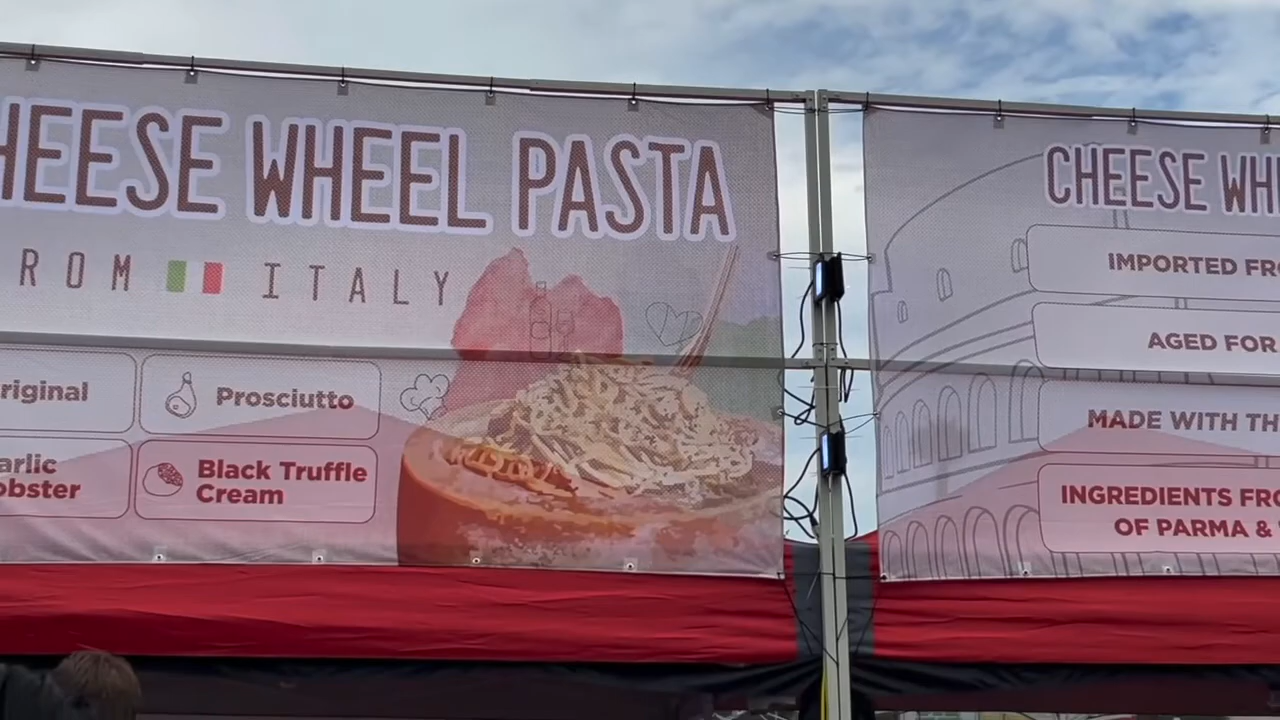 HEESE WHEEL PASTA
ROM ITALY
riginal
Prosciutto
arlic
obster
Black Truffle
Cream
CHEESE WH
IMPORTED FRO
AGED FOR
MADE WITH TH
INGREDIENTS FRO
OF PARMA &